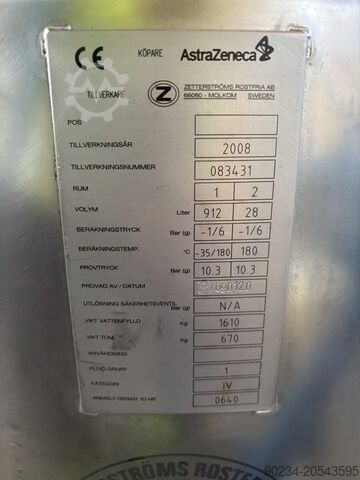 CE KÖPARE AstraZeneca
TILLVERKARE Z ZETTERSTRÖMS ROSTFRIA AB
66060 - MOLKOM SWEDEN
POS
TILLVERKNINGSÅR 2008
TILLVERKNINGSNUMMER 083431
RUM 1 2
VOLYM Liter 912 28
BERÄKNINGSTRYCK Bar (g) -1/6 -1/6
BERÄKNINGSTEMP. °C -35/180 180
PROVTRYCK Bar (g) 10.3 10.3
PROVAD AV / DATUM 090120
UTLÖSNING SÄKERHETSVENTIL Bar (g) N/A
VIKT VATTENFYLLD Kg 1610
VIKT TOM Kg 670
ANVÄNDNING
FLUID GRUPP 1
KATEGORI IV
ANMÄLT ORGAN ID.NR 0640
STRÖMS ROSTFR
90234-20543595